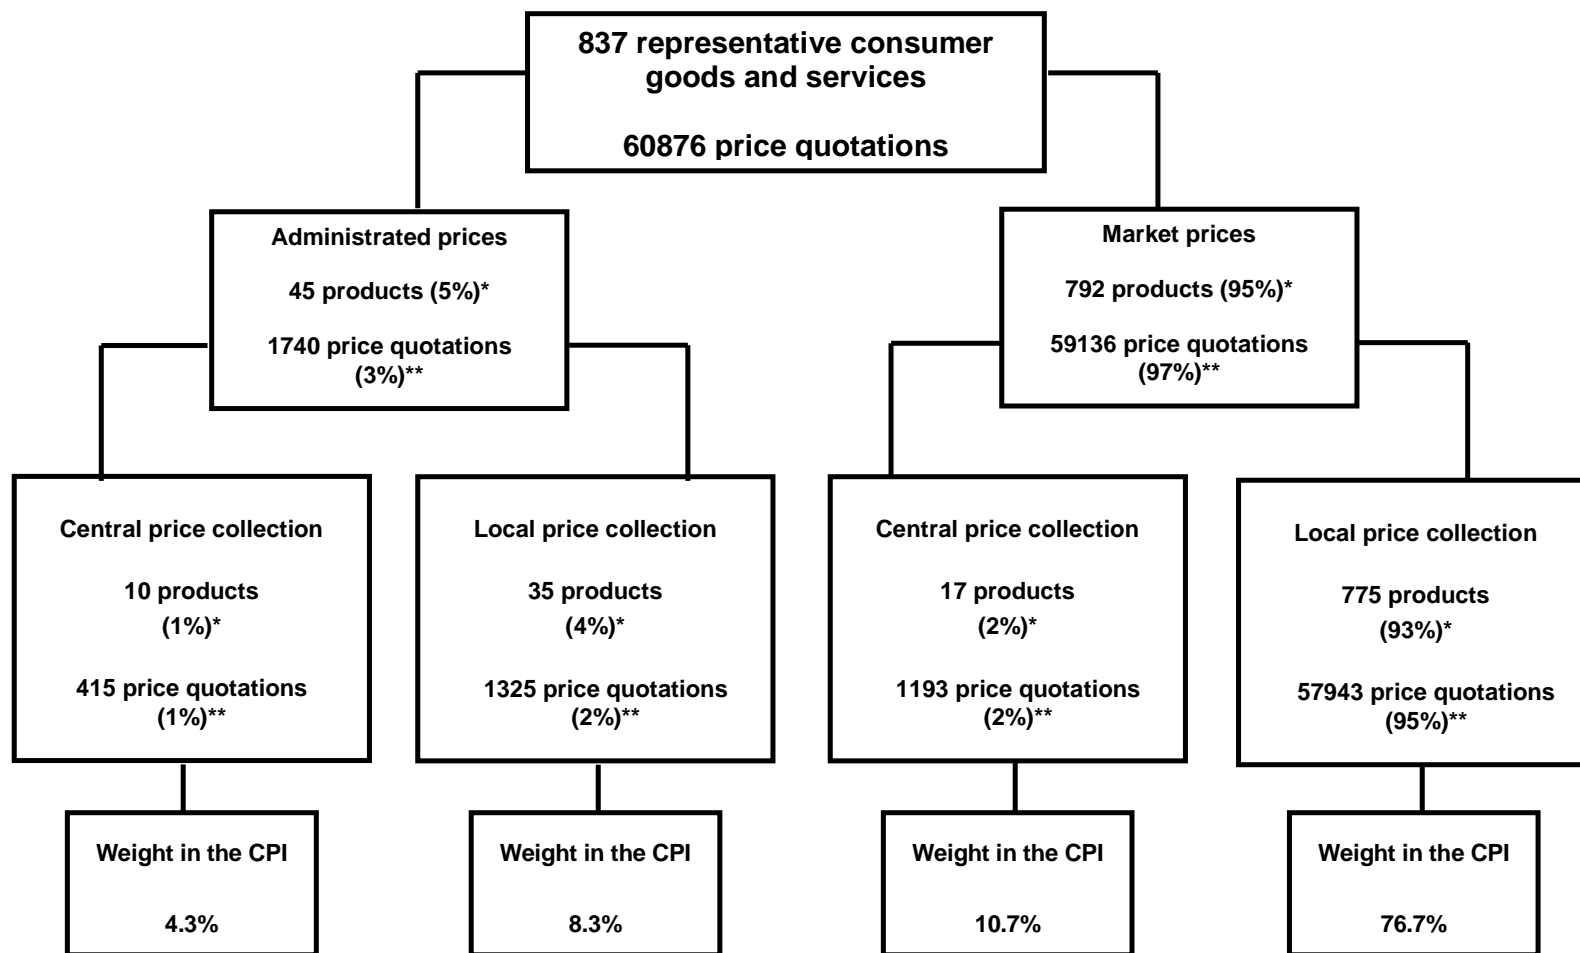 837 representative consumer
goods and services
60876 price quotations
Administrated prices
45 products (5%)*
1740 price quotations
(3%)**
Market prices
792 products (95%)*
59136 price quotations
(97%)**
Central price collection
10 products
(1%)*
415 price quotations
(1%)**
Local price collection
35 products
(4%)*
1325 price quotations
(2%)**
Central price collection
17 products
(2%)*
1193 price quotations
(2%)**
Local price collection
775 products
(93%)*
57943 price quotations
(95%)**
Weight in the CPI
4.3%
Weight in the CPI
8.3%
Weight in the CPI
10.7%
Weight in the CPI
76.7%